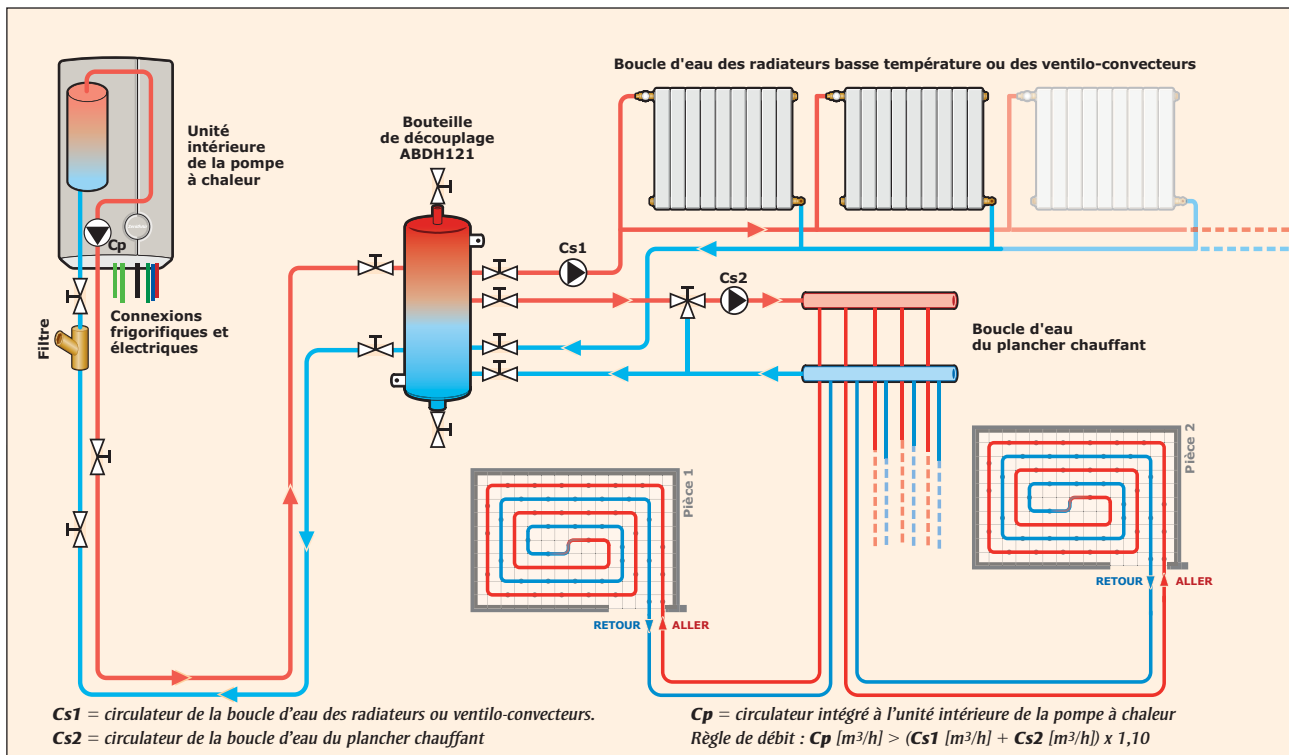 Boucle d'eau des radiateurs basse température ou des ventilo-convecteurs
Unité
intérieure
de la pompe
à chaleur
Bouteille
de découplage
ABDH121
Cp
Cs1
Cs2
Connexions
frigorifiques et
électriques
Filtre
Boucle d'eau
du plancher chauffant
Pièce 1
Pièce 2
RETOUR
ALLER
RETOUR
ALLER
Cs1 = circulateur de la boucle d'eau des radiateurs ou ventilo-convecteurs.
Cs2 = circulateur de la boucle d'eau du plancher chauffant
Cp = circulateur intégré à l'unité intérieure de la pompe à chaleur
Règle de débit : Cp [m³/h] > (Cs1 [m³/h] + Cs2 [m³/h]) x 1,10